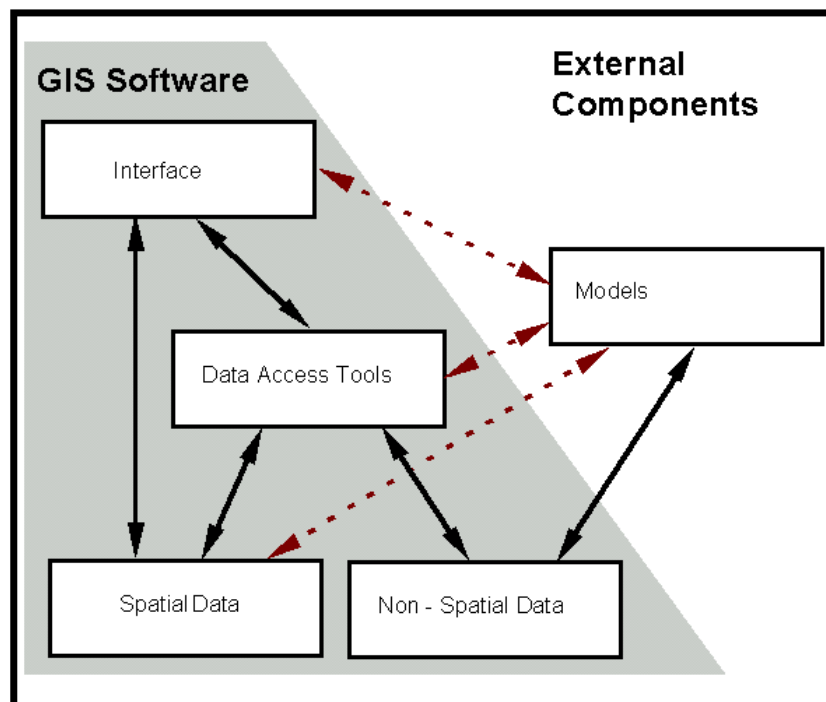 GIS Software
External
Components
Interface
Models
Data Access Tools
Spatial Data
Non - Spatial Data